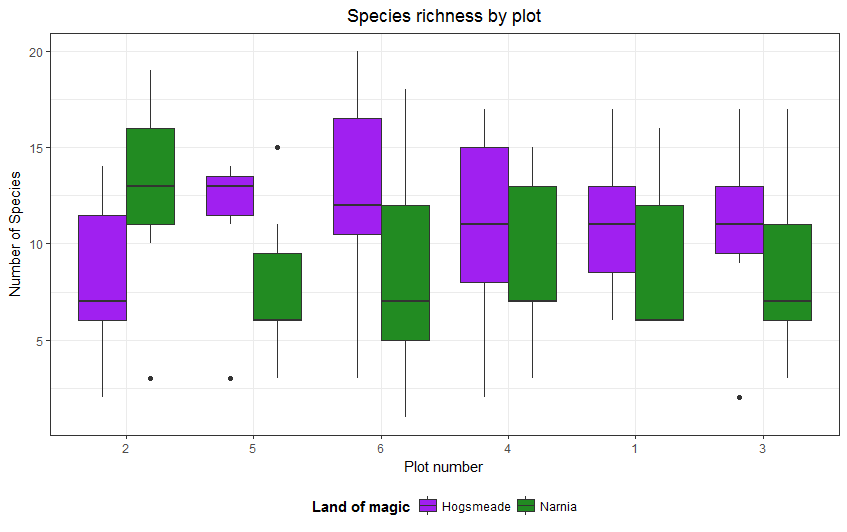 Species richness by plot
Number of Species
20
15
10
5
2 5 6 4 1 3
Plot number
Land of magic Hogsmeade Narnia